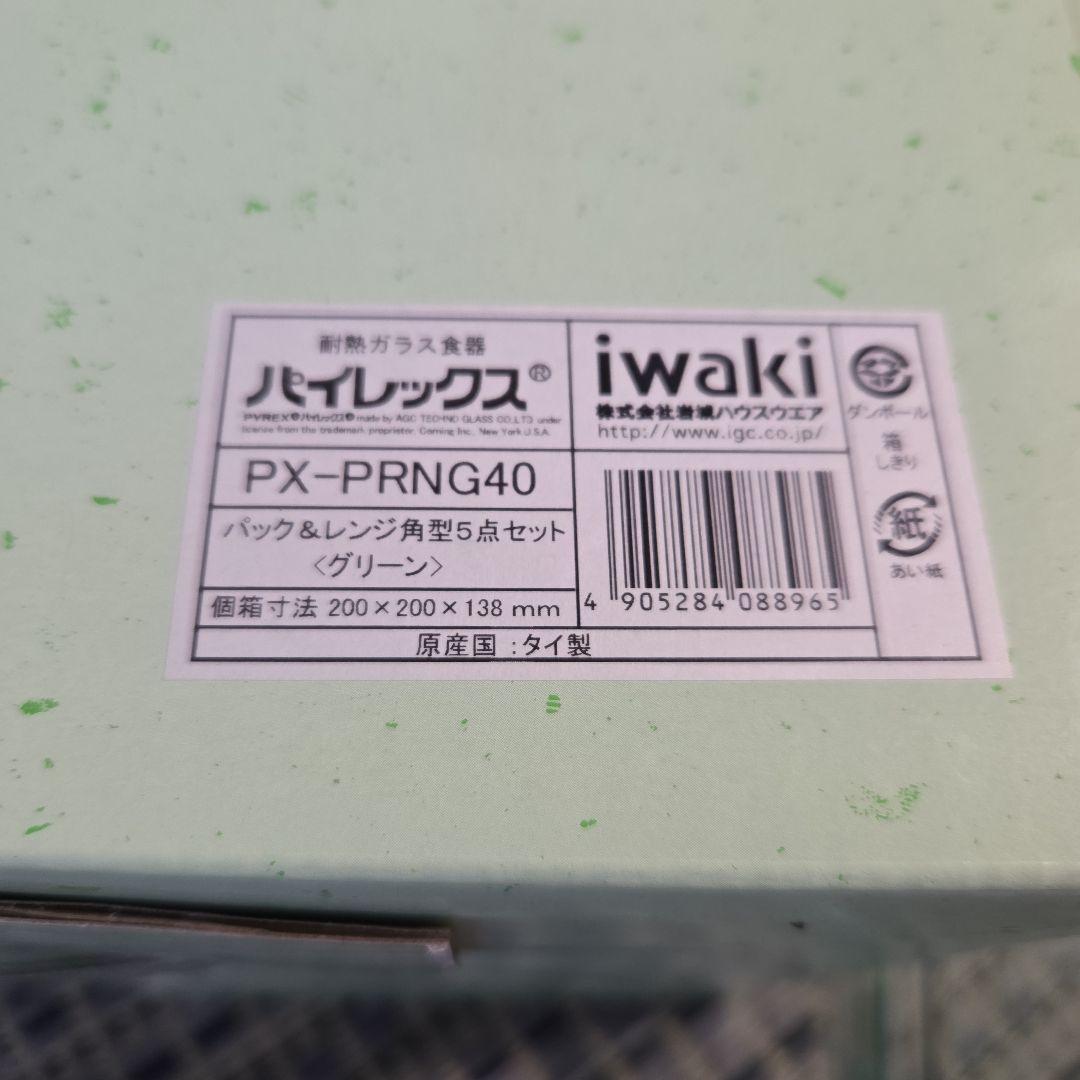 耐熱ガラス食器
パイレックス®
PYREX®パイレックス® made by AGC TECHNO GLASS CO.,LTD. under
license from the trademark proprietor, Corning Inc., New York U.S.A.
PX-PRNG40
パック&レンジ角型5点セット
〈グリーン〉
個箱寸法 200×200×138 mm
原産国 :タイ製
iwaki
株式会社岩城ハウスウエア
http://www.igc.co.jp/
4 905284 088965
ダンボール
箱
しきり
紙
あい紙